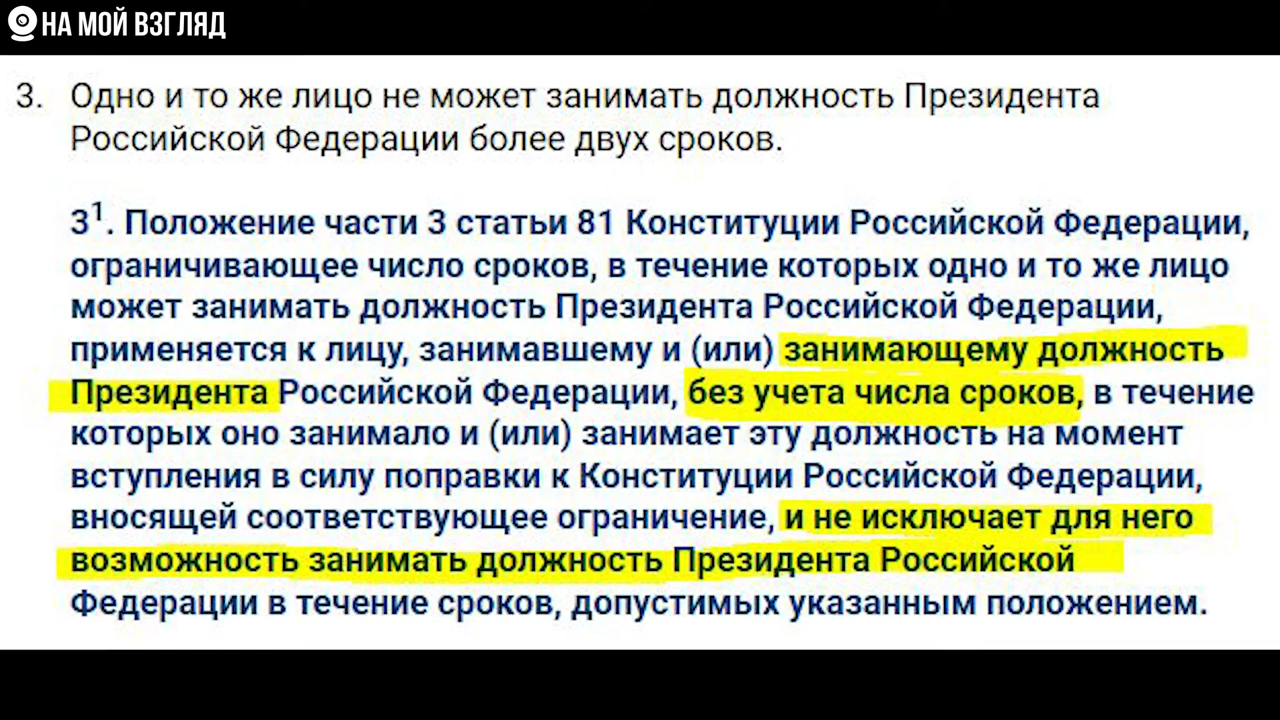 НА МОЙ ВЗГЛЯД
3. Одно и то же лицо не может занимать должность Президента
Российской Федерации более двух сроков.
3¹. Положение части 3 статьи 81 Конституции Российской Федерации,
ограничивающее число сроков, в течение которых одно и то же лицо
может занимать должность Президента Российской Федерации,
применяется к лицу, занимавшему и (или) занимающему должность
Президента Российской Федерации, без учета числа сроков, в течение
которых оно занимало и (или) занимает эту должность на момент
вступления в силу поправки к Конституции Российской Федерации,
вносящей соответствующее ограничение, и не исключает для него
возможность занимать должность Президента Российской
Федерации в течение сроков, допустимых указанным положением.